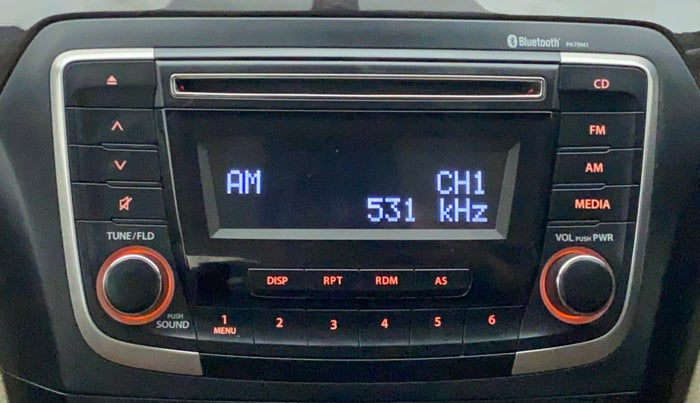 Bluetooth PA79M1
CD
FM
AM
MEDIA
AM CH1
531 kHz
TUNE/FLD
VOL PUSH PWR
DISP RPT RDM AS
PUSH
SOUND
1 2 3 4 5 6
MENU